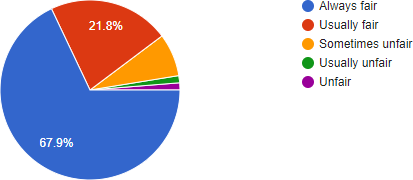 21.8%
67.9%
Always fair
Usually fair
Sometimes unfair
Usually unfair
Unfair